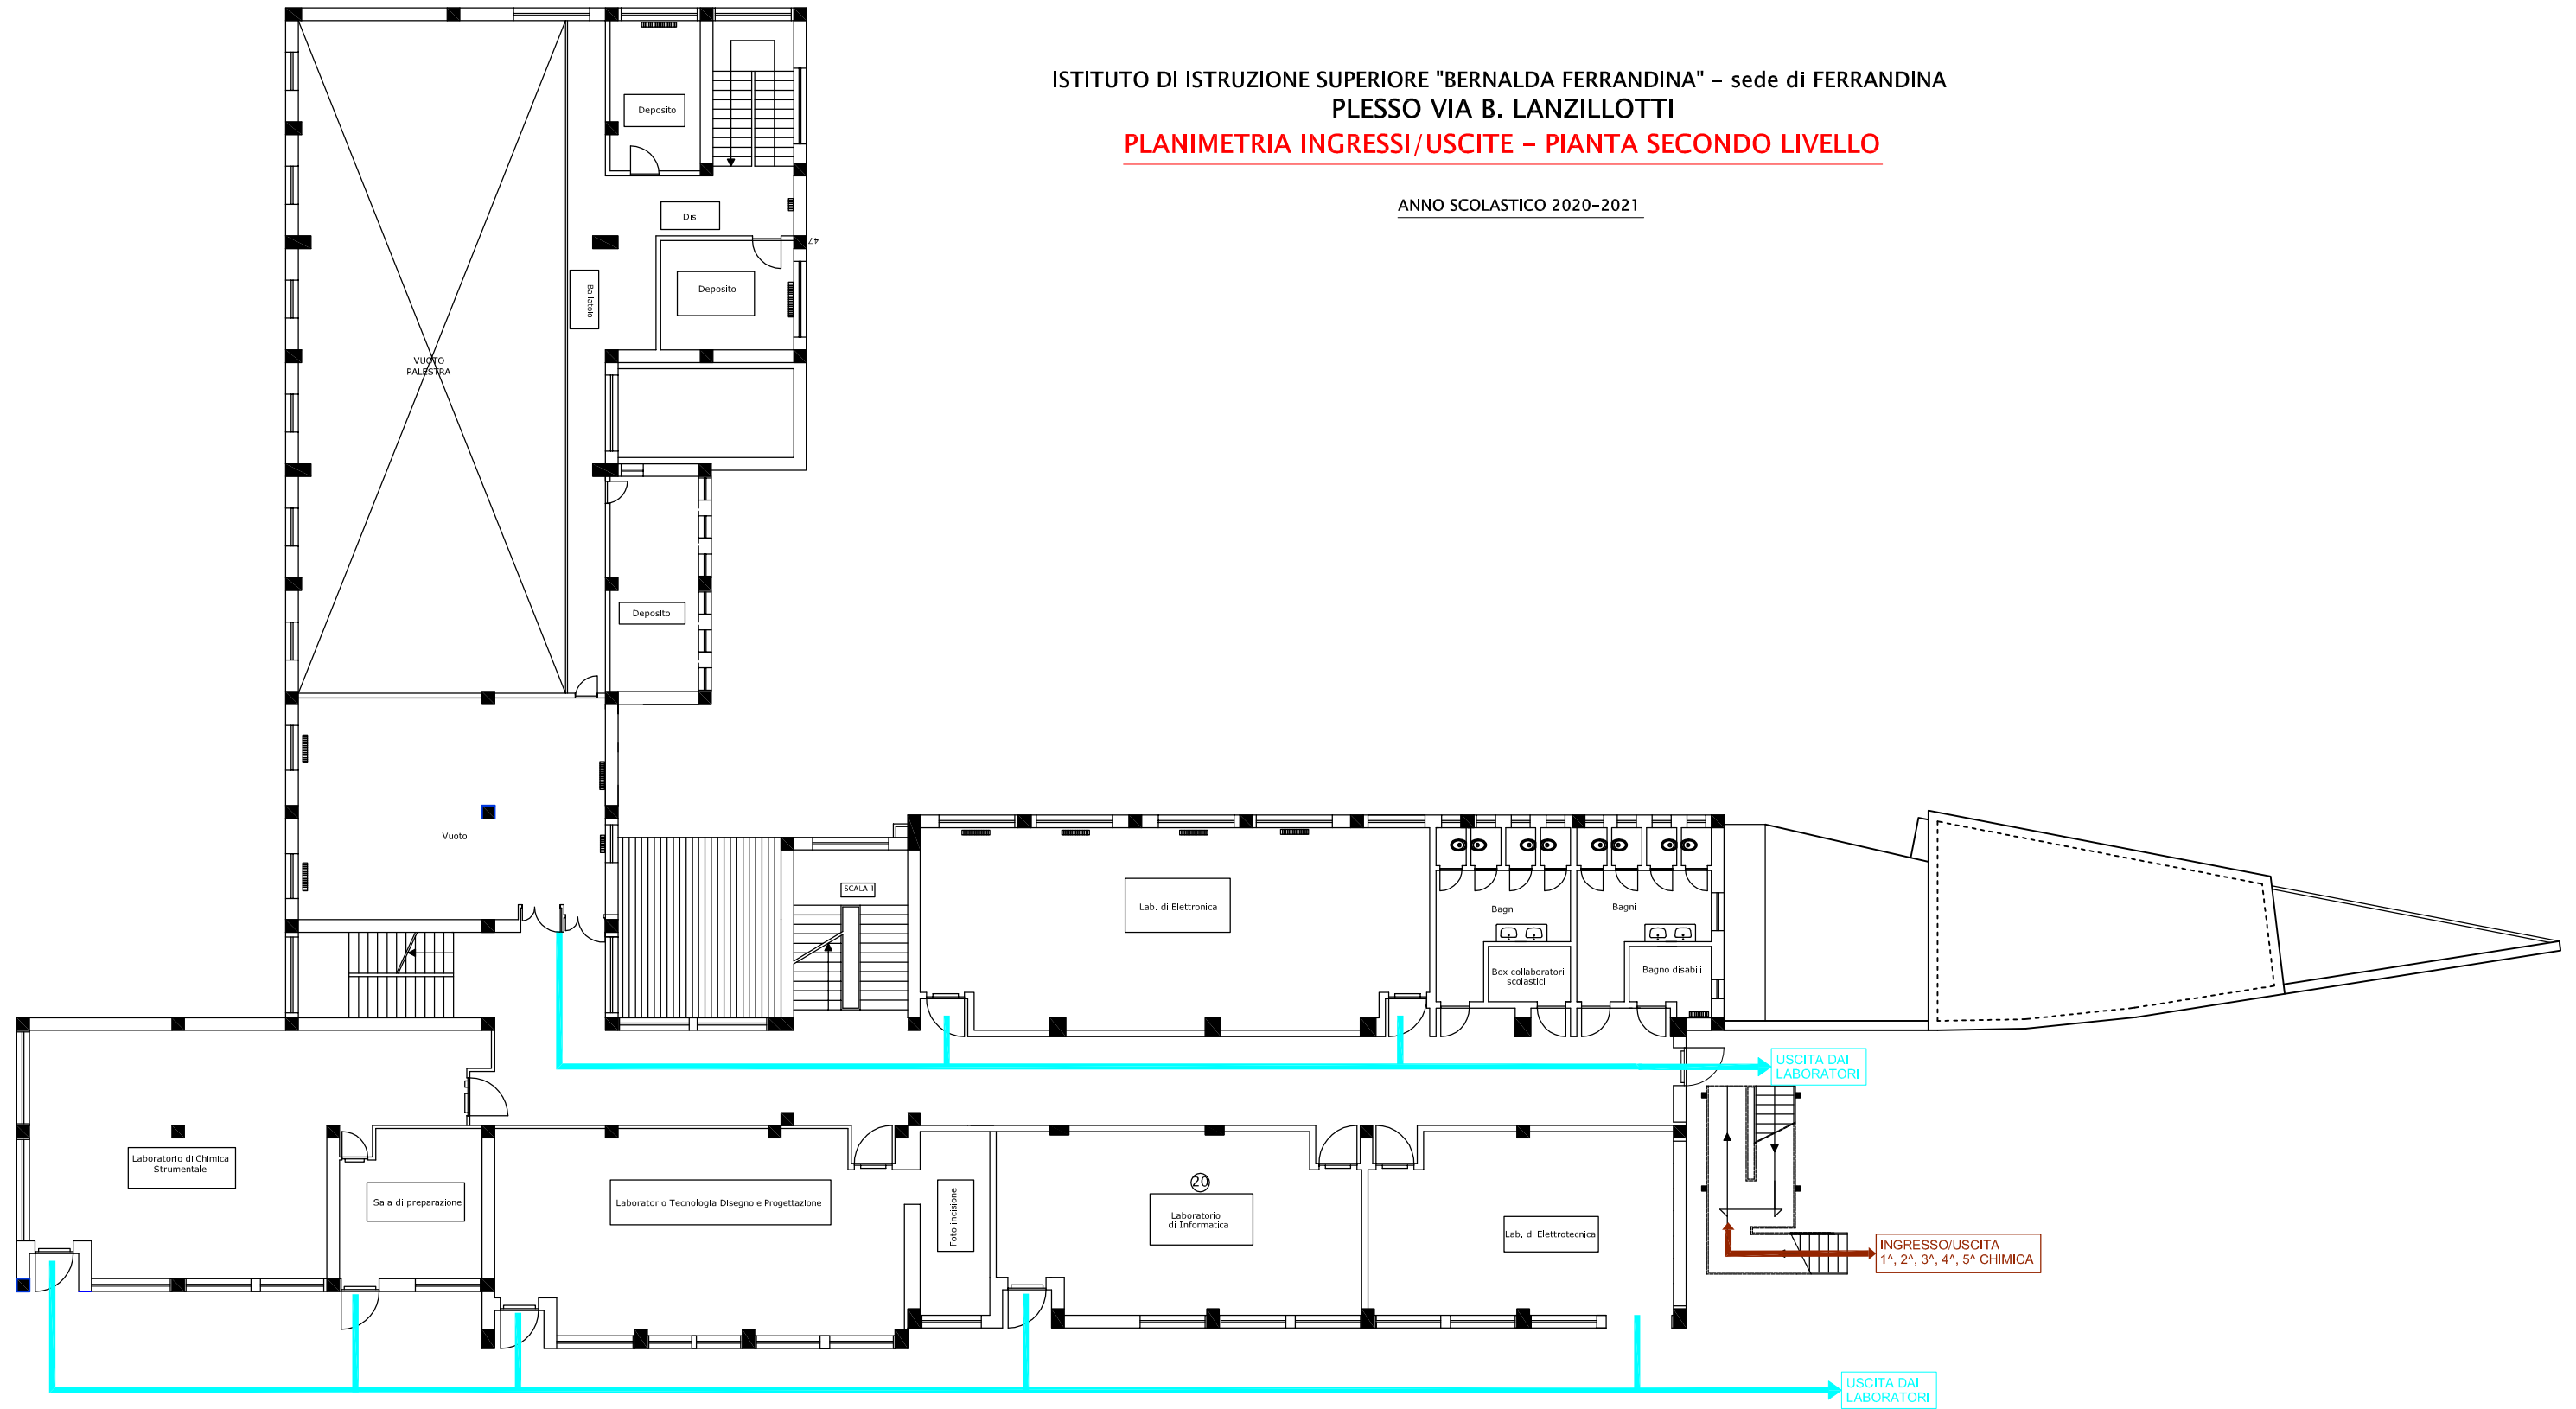 ISTITUTO DI ISTRUZIONE SUPERIORE "BERNALDA FERRANDINA" - sede di FERRANDINA
PLESSO VIA B. LANZILLOTTI
PLANIMETRIA INGRESSI/USCITE - PIANTA SECONDO LIVELLO
ANNO SCOLASTICO 2020-2021
Deposito
Dis.
47
Deposito
Ballatoio
VUOTO
PALESTRA
Deposito
Vuoto
SCALA 1
Lab. di Elettronica
Bagni
Bagni
Box collaboratori
scolastici
Bagno disabili
USCITA DAI
LABORATORI
Laboratorio di Chimica
Strumentale
Sala di preparazione
Laboratorio Tecnologia Disegno e Progettazione
Foto incisione
20
Laboratorio
di Informatica
Lab. di Elettrotecnica
INGRESSO/USCITA
1^, 2^, 3^, 4^, 5^ CHIMICA
USCITA DAI
LABORATORI